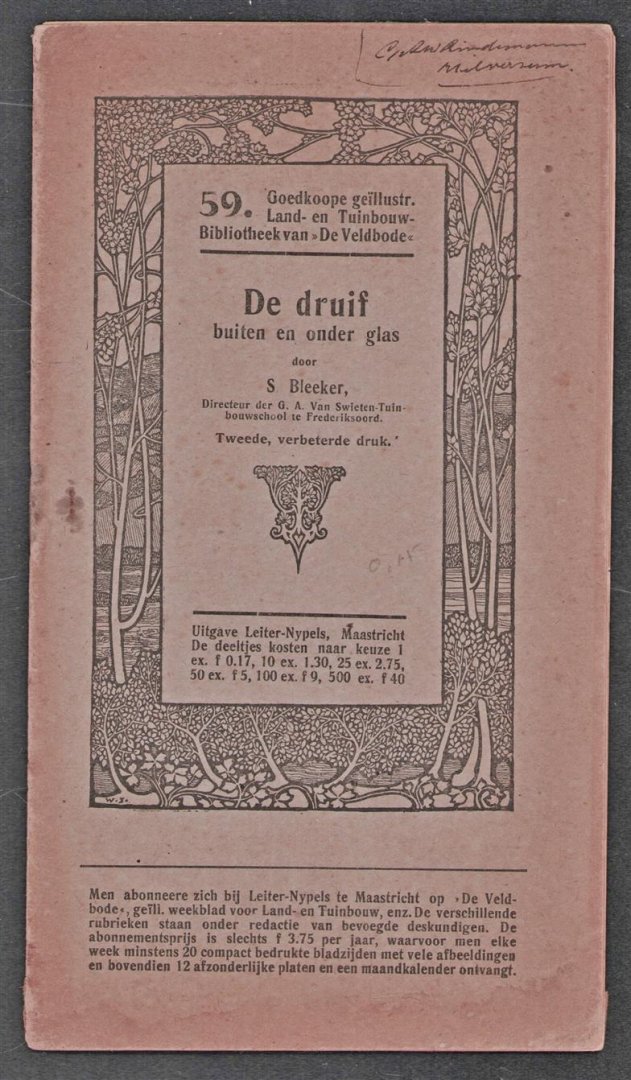 Hilversum.
59. Goedkoope geïllustr.
Land- en Tuinbouw-
Bibliotheek van »De Veldbode«
De druif
buiten en onder glas
door
S Bleeker,
Directeur der G. A. Van Swieten-Tuin-
bouwschool te Frederiksoord.
Tweede, verbeterde druk.
Uitgave Leiter-Nypels, Maastricht
De deeltjes kosten naar keuze 1
ex. f 0.17, 10 ex. 1.30, 25 ex. 2.75,
50 ex. f 5, 100 ex. f 9, 500 ex. f 40
W.B.
Men abonneere zich bij Leiter-Nypels te Maastricht op »De Veld-
bode«, geïll. weekblad voor Land- en Tuinbouw, enz. De verschillende
rubrieken staan onder redactie van bevoegde deskundigen. De
abonnementsprijs is slechts f 3.75 per jaar, waarvoor men elke
week minstens 20 compact bedrukte bladzijden met vele afbeeldingen
en bovendien 12 afzonderlijke platen en een maandkalender ontvangt.